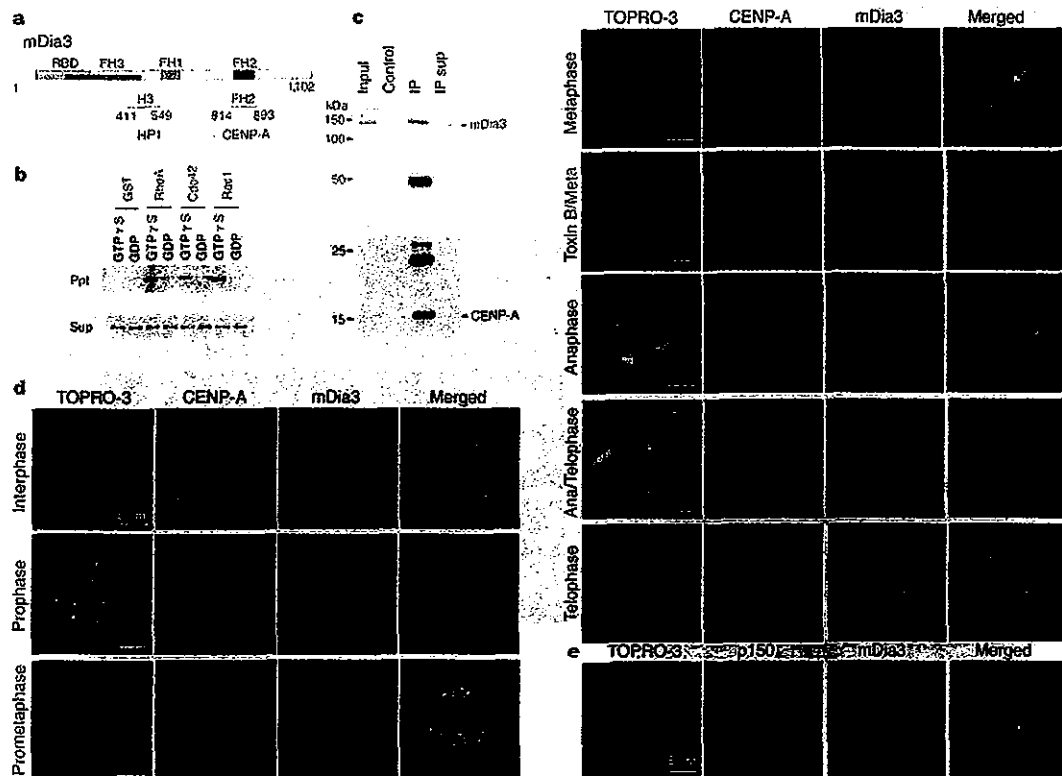 a
mDia3
RBD FH3 FH1 FH2
1 1,102
H3 FH2
411 549 814 893
HP1 CENP-A
b
GST RhoA Cdc42 Rac1
GTPγS GDP GTPγS GDP GTPγS GDP GTPγS GDP
Ppt
Sup
c
Input Control IP IP sup
kDa
150
100
50
25
15
mDia3
CENP-A
d
TOPRO-3 CENP-A mDia3 Merged
Interphase
Prophase
Prometaphase
TOPRO-3 CENP-A mDia3 Merged
Metaphase
Toxin B/Meta
Anaphase
Ana/Telophase
Telophase
e
TOPRO-3 p150 mDia3 Merged